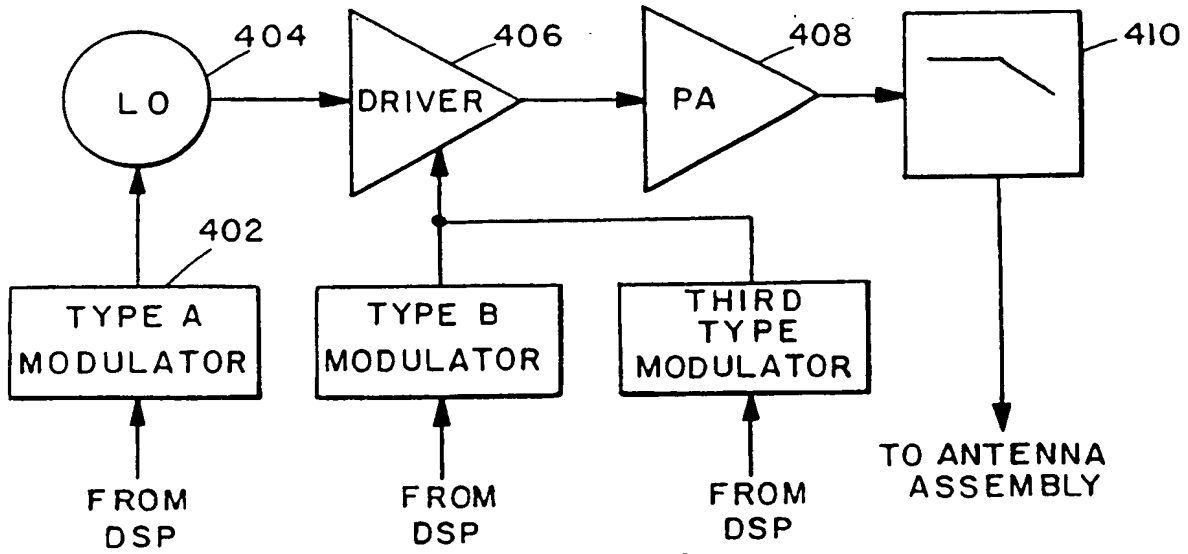 404
406
408
410
LO
DRIVER
PA
402
TYPE A
MODULATOR
TYPE B
MODULATOR
THIRD
TYPE
MODULATOR
FROM
DSP
FROM
DSP
FROM
DSP
TO ANTENNA
ASSEMBLY